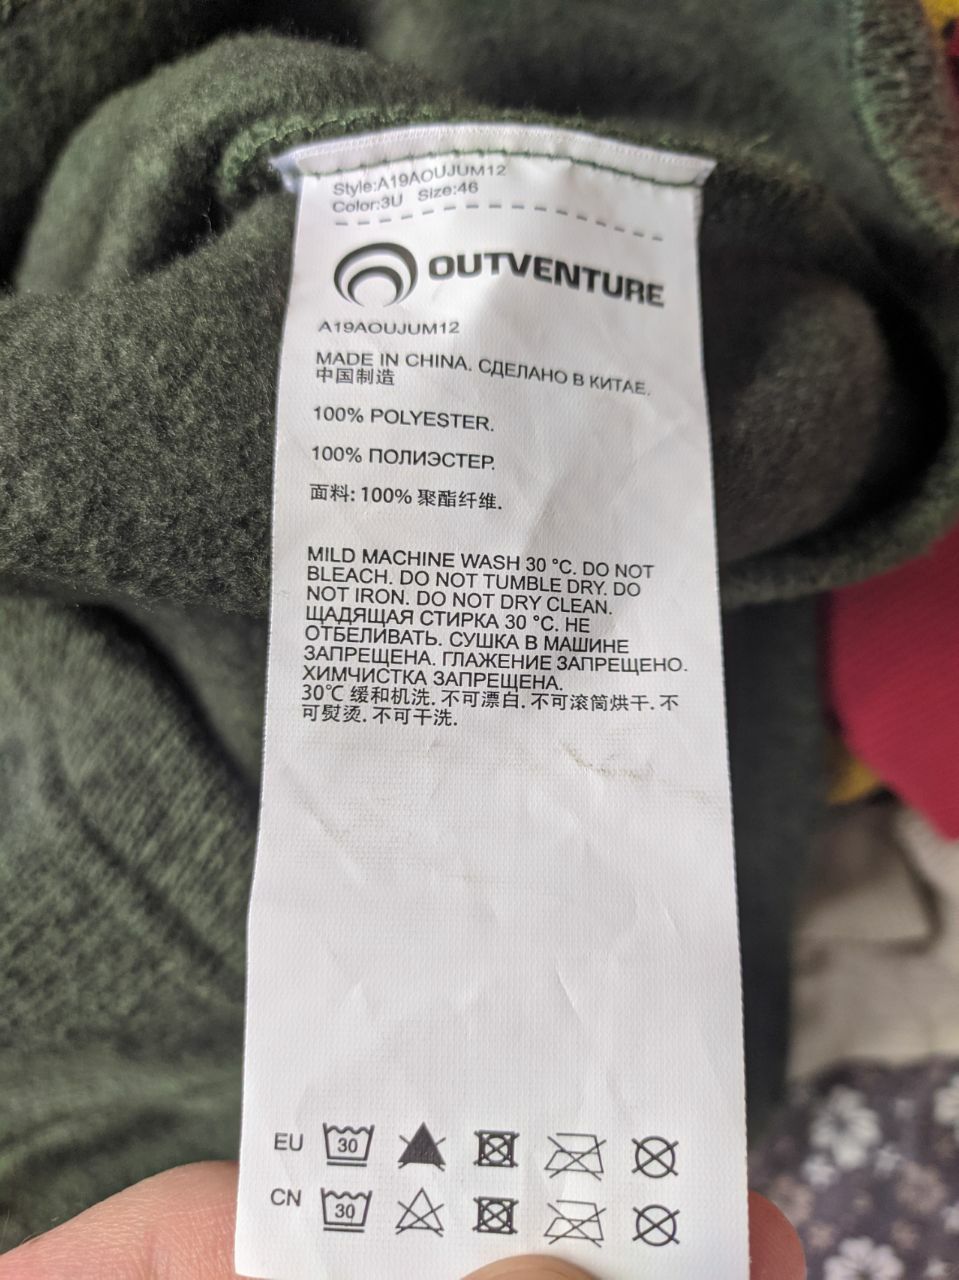 Style:A19AOUJUM12
Color:3U Size:46
OUTVENTURE
A19AOUJUM12
MADE IN CHINA. СДЕЛАНО В КИТАЕ.
中国制造
100% POLYESTER.
100% ПОЛИЭСТЕР.
面料: 100% 聚酯纤维.
MILD MACHINE WASH 30 °C. DO NOT
BLEACH. DO NOT TUMBLE DRY. DO
NOT IRON. DO NOT DRY CLEAN.
ЩАДЯЩАЯ СТИРКА 30 °C. НЕ
ОТБЕЛИВАТЬ. СУШКА В МАШИНЕ
ЗАПРЕЩЕНА. ГЛАЖЕНИЕ ЗАПРЕЩЕНО.
ХИМЧИСТКА ЗАПРЕЩЕНА.
30℃ 缓和机洗. 不可漂白. 不可滚筒烘干. 不
可熨烫. 不可干洗.
EU 30
CN 30